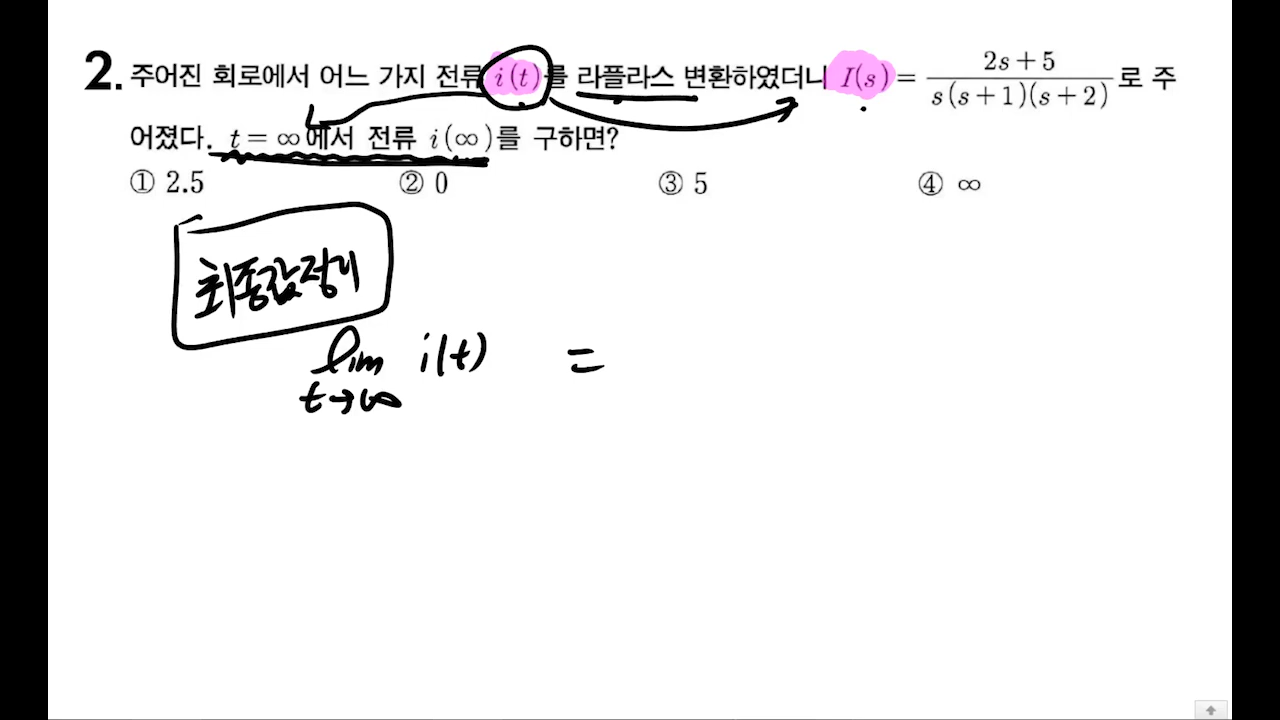 2. 주어진 회로에서 어느 가지 전류 i(t)를 라플라스 변환하였더니 I(s) = \frac{2s+5}{s(s+1)(s+2)}로 주
어졌다. t = ∞에서 전류 i(∞)를 구하면?
① 2.5 ② 0 ③ 5 ④ ∞
최종값정리
lim i(t) =
t→∞